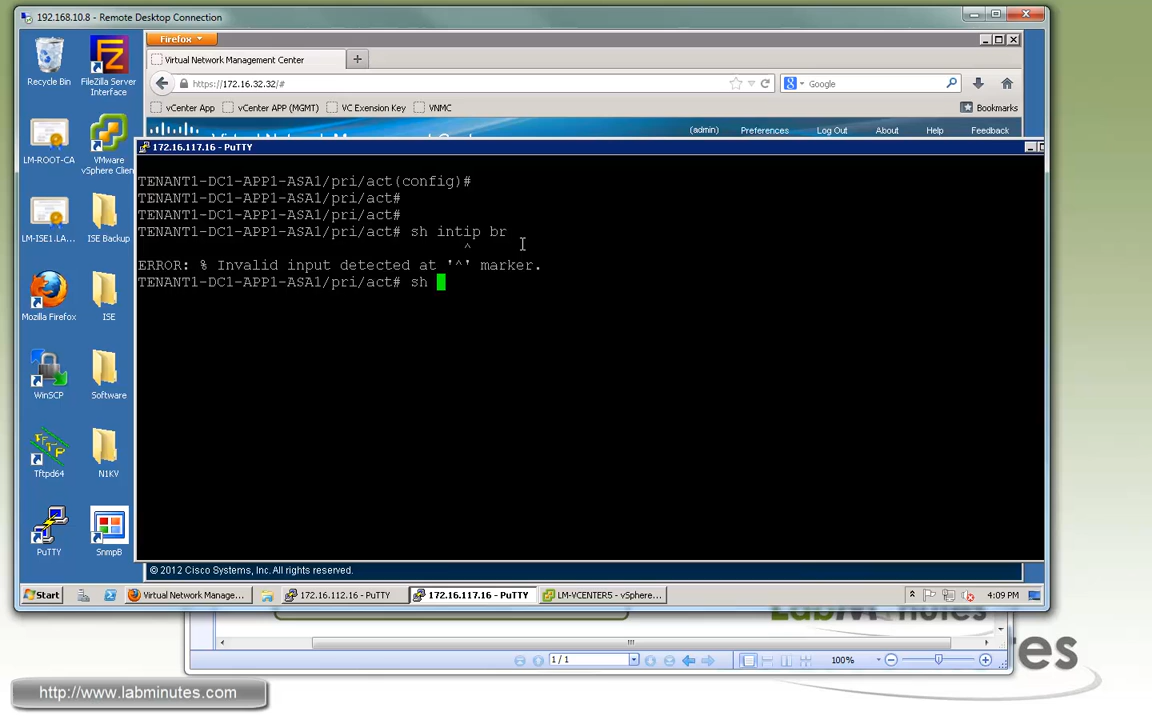 192.168.10.8 - Remote Desktop Connection
Recycle Bin
FileZilla Server
Interface
LM-ROOT-CA
VMware
vSphere Client
LM-ISE1.LA...
ISE Backup
Mozilla Firefox
ISE
WinSCP
Software
Tftpd64
N1KV
PuTTY
SnmpB
Firefox
Virtual Network Management Center
https://172.16.32.32/#
Google
vCenter App
vCenter APP (MGMT)
VC Exension Key
VNMC
Bookmarks
(admin) Preferences Log Out About Help Feedback
172.16.117.16 - PuTTY
TENANT1-DC1-APP1-ASA1/pri/act(config)#
TENANT1-DC1-APP1-ASA1/pri/act#
TENANT1-DC1-APP1-ASA1/pri/act#
TENANT1-DC1-APP1-ASA1/pri/act# sh intip br
^
ERROR: % Invalid input detected at '^' marker.
TENANT1-DC1-APP1-ASA1/pri/act# sh
© 2012 Cisco Systems, Inc. All rights reserved.
Start
Virtual Network Manage...
172.16.112.16 - PuTTY
172.16.117.16 - PuTTY
LM-VCENTER5 - vSphere...
4:09 PM
1 / 1
100%
http://www.labminutes.com